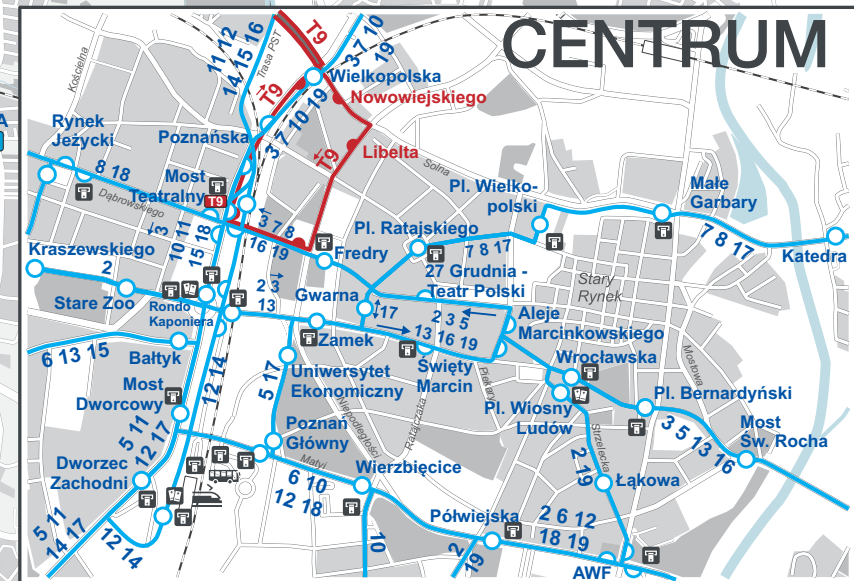 CENTRUM
Kościelna
11 12
14 15 16
Trasa PST
T9
3 7 10
19
Wielkopolska
Nowowiejskiego
T9
3 7 10 19
A
Rynek
Jeżycki
Poznańska
T9
Libelta
Solna
8 18
Most
Teatralny
T9
Dąbrowskiego
Pl. Wielko-
polski
Małe
Garbary
3
10 11
15 18
3 7 8
16 19
Pl. Ratajskiego
7 8 17
7 8 17
Katedra
Kraszewskiego
2
Fredry
27 Grudnia -
Teatr Polski
Stary
Rynek
Stare Zoo
Rondo
Kaponiera
2 3
13
Gwarna
17
2 3 5
13 16 19
Aleje
Marcinkowskiego
Zamek
6 13 15
Bałtyk
12 14
Uniwersytet
Ekonomiczny
Święty
Marcin
Piekary
Wrocławska
Mostowa
Most
Dworcowy
5 17
Niepodległości
Ratajczaka
Pl. Wiosny
Ludów
Pl. Bernardyński
3 5 13 16
Most
Św. Rocha
5 11
12 17
Poznań
Główny
Matyi
Strzelecka
2 19
Dworzec
Zachodni
6 10
12 18
Wierzbięcice
Łąkowa
5 11
14 17
12 14
10
Półwiejska
2 6 12
18 19
2
19
AWF